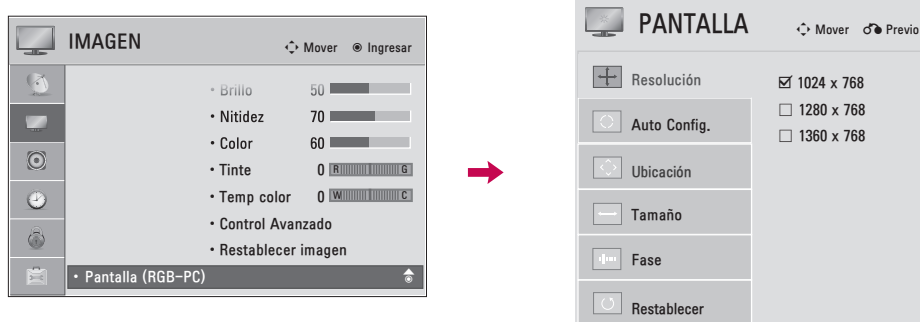 IMAGEN
Mover Ingresar
• Brillo 50
• Nitidez 70
• Color 60
• Tinte 0 R G
• Temp color 0 W C
• Control Avanzado
• Restablecer imagen
• Pantalla (RGB-PC)
PANTALLA
Mover Previo
Resolución
Auto Config.
Ubicación
Tamaño
Fase
Restablecer
☑ 1024 x 768
☐ 1280 x 768
☐ 1360 x 768